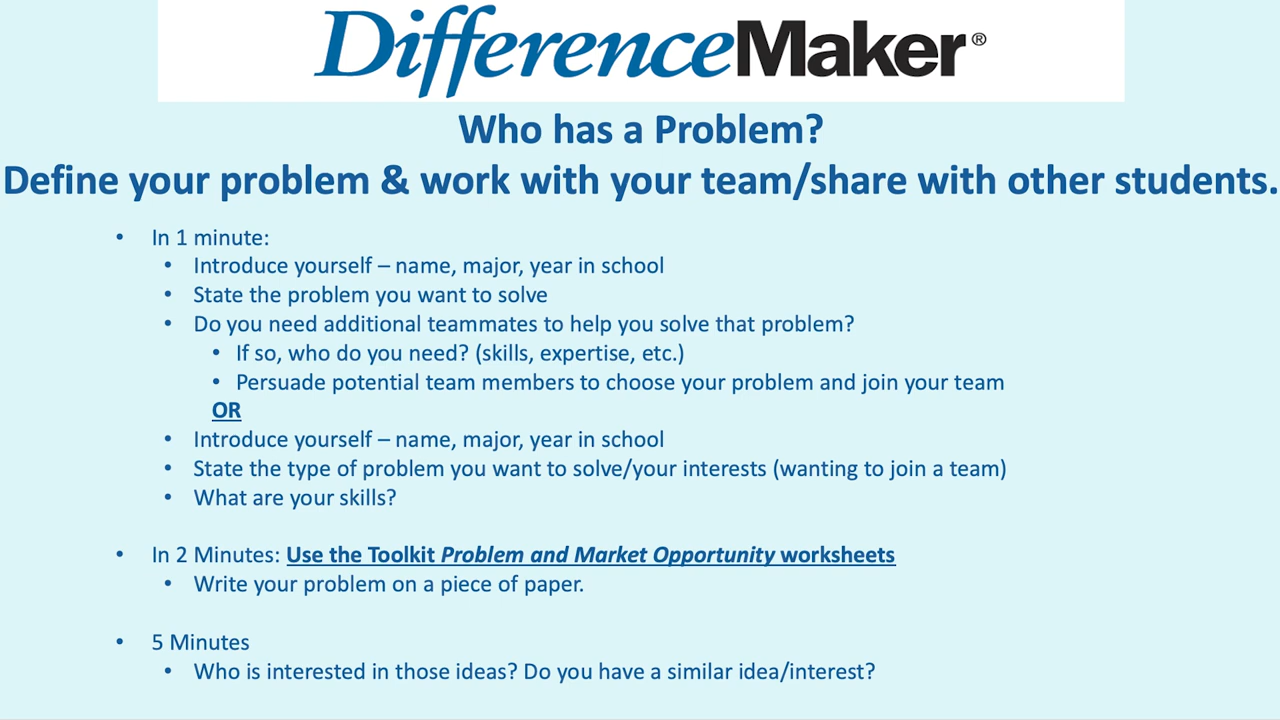 DifferenceMaker®
Who has a Problem?
Define your problem & work with your team/share with other students.
• In 1 minute:
• Introduce yourself – name, major, year in school
• State the problem you want to solve
• Do you need additional teammates to help you solve that problem?
• If so, who do you need? (skills, expertise, etc.)
• Persuade potential team members to choose your problem and join your team
OR
• Introduce yourself – name, major, year in school
• State the type of problem you want to solve/your interests (wanting to join a team)
• What are your skills?
• In 2 Minutes: Use the Toolkit Problem and Market Opportunity worksheets
• Write your problem on a piece of paper.
• 5 Minutes
• Who is interested in those ideas? Do you have a similar idea/interest?